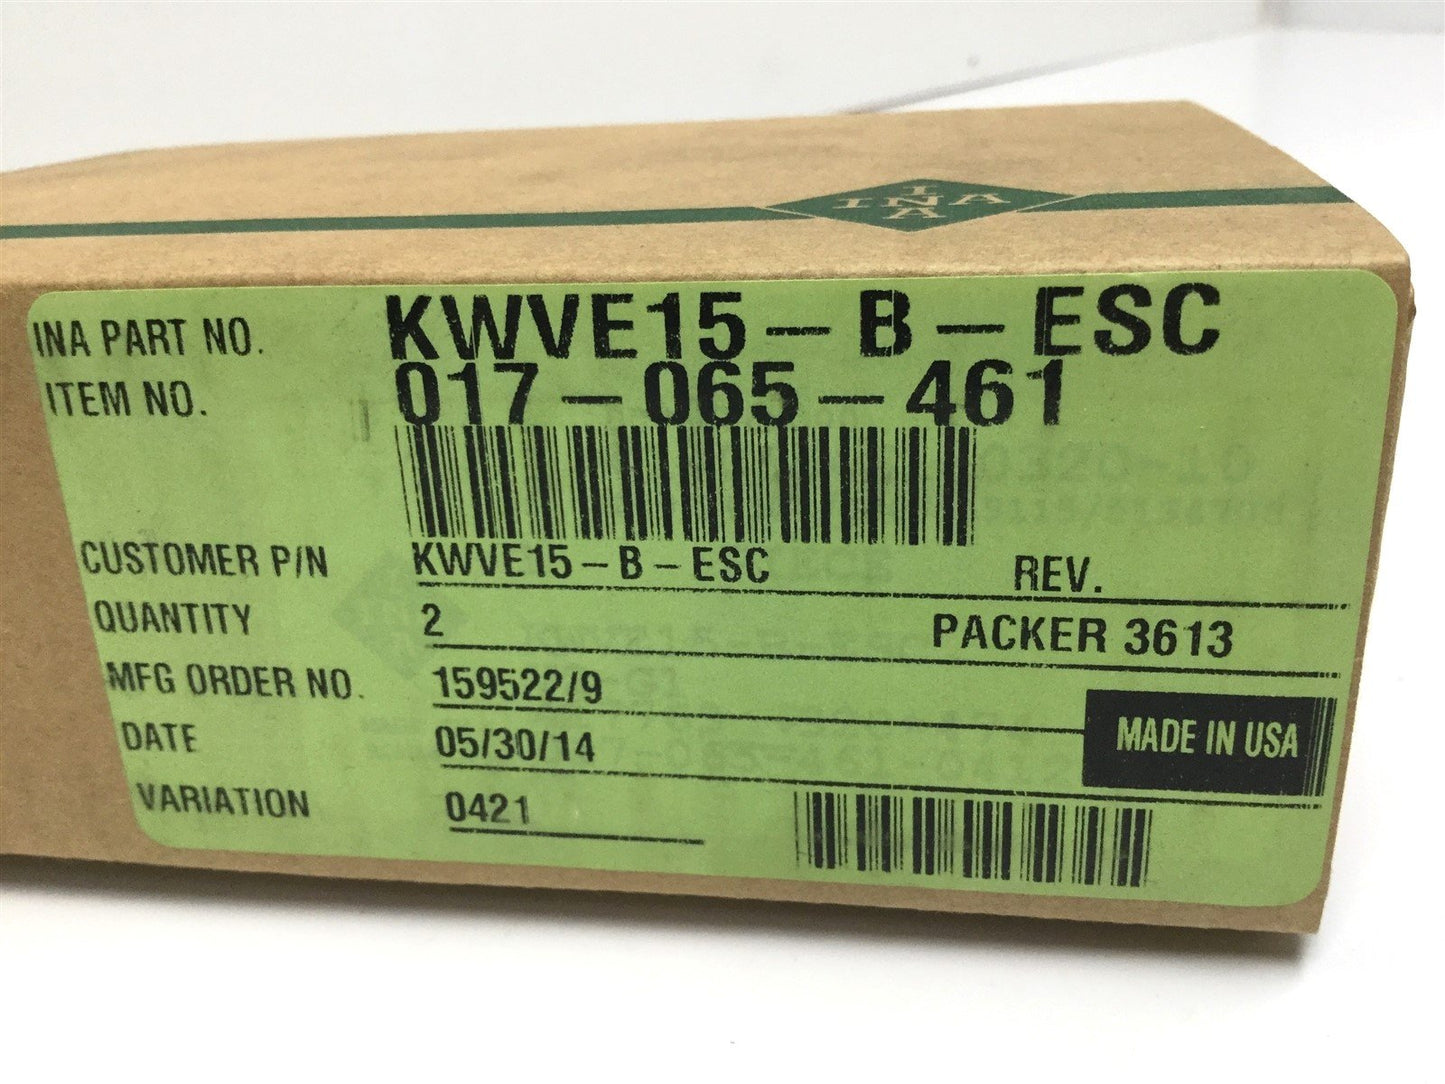 I
INA
A
INA PART NO. KWVE15-B-ESC
ITEM NO. 017-065-461
CUSTOMER P/N KWVE15-B-ESC REV.
QUANTITY 2 PACKER 3613
MFG ORDER NO. 159522/9
MADE IN USA
DATE 05/30/14
VARIATION 0421